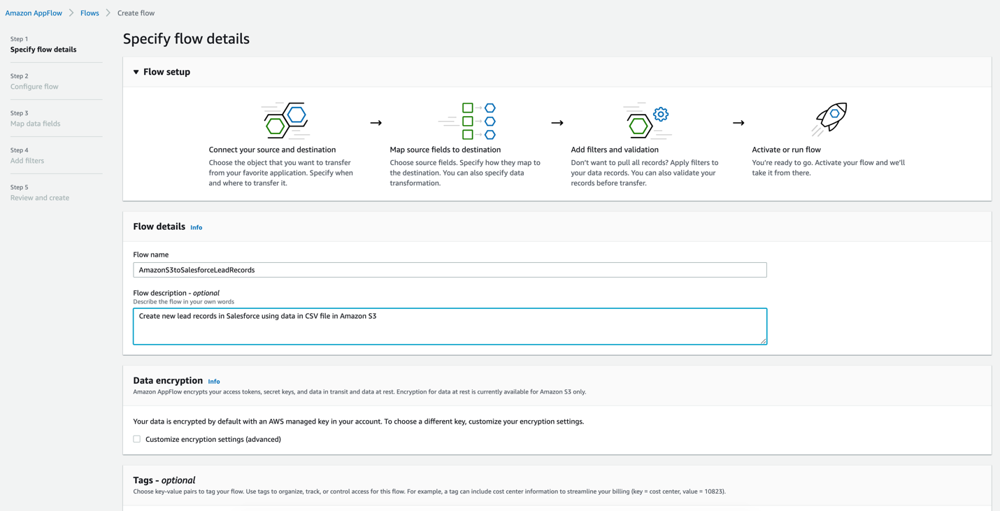 Amazon AppFlow > Flows > Create flow
Step 1
Specify flow details
Step 2
Configure flow
Step 3
Map data fields
Step 4
Add filters
Step 5
Review and create
Specify flow details
Flow setup
Connect your source and destination
Choose the object that you want to transfer
from your favorite application. Specify when
and where to transfer it.
Map source fields to destination
Choose source fields. Specify how they map to
the destination. You can also specify data
transformation.
Add filters and validation
Don't want to pull all records? Apply filters to
your data records. You can also validate your
records before transfer.
Activate or run flow
You're ready to go. Activate your flow and we'll
take it from there.
Flow details Info
Flow name
AmazonS3toSalesforceLeadRecords
Flow description - optional
Describe the flow in your own words
Create new lead records in Salesforce using data in CSV file in Amazon S3
Data encryption Info
Amazon AppFlow encrypts your access tokens, secret keys, and data in transit and data at rest. Encryption for data at rest is currently available for Amazon S3 only.
Your data is encrypted by default with an AWS managed key in your account. To choose a different key, customize your encryption settings.
Customize encryption settings (advanced)
Tags - optional
Choose key-value pairs to tag your flow. Use tags to organize, track, or control access for this flow. For example, a tag can include cost center information to streamline your billing (key = cost center, value = 10823).